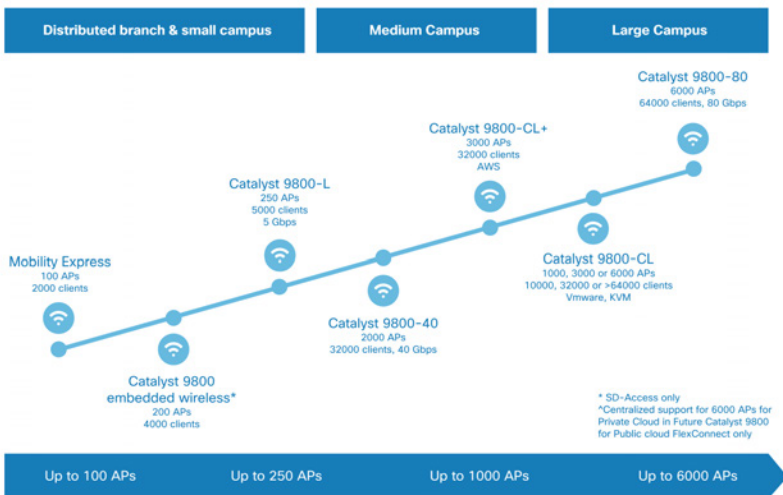 Distributed branch & small campus
Medium Campus
Large Campus
Catalyst 9800-80
6000 APs
64000 clients, 80 Gbps
Catalyst 9800-CL+
3000 APs
32000 clients
AWS
Catalyst 9800-L
250 APs
5000 clients
5 Gbps
Mobility Express
100 APs
2000 clients
Catalyst 9800-CL
1000, 3000 or 6000 APs
10000, 32000 or >64000 clients
Vmware, KVM
Catalyst 9800-40
2000 APs
32000 clients, 40 Gbps
Catalyst 9800
embedded wireless*
200 APs
4000 clients
* SD-Access only
^Centralized support for 6000 APs for
Private Cloud in Future Catalyst 9800
for Public cloud FlexConnect only
Up to 100 APs
Up to 250 APs
Up to 1000 APs
Up to 6000 APs